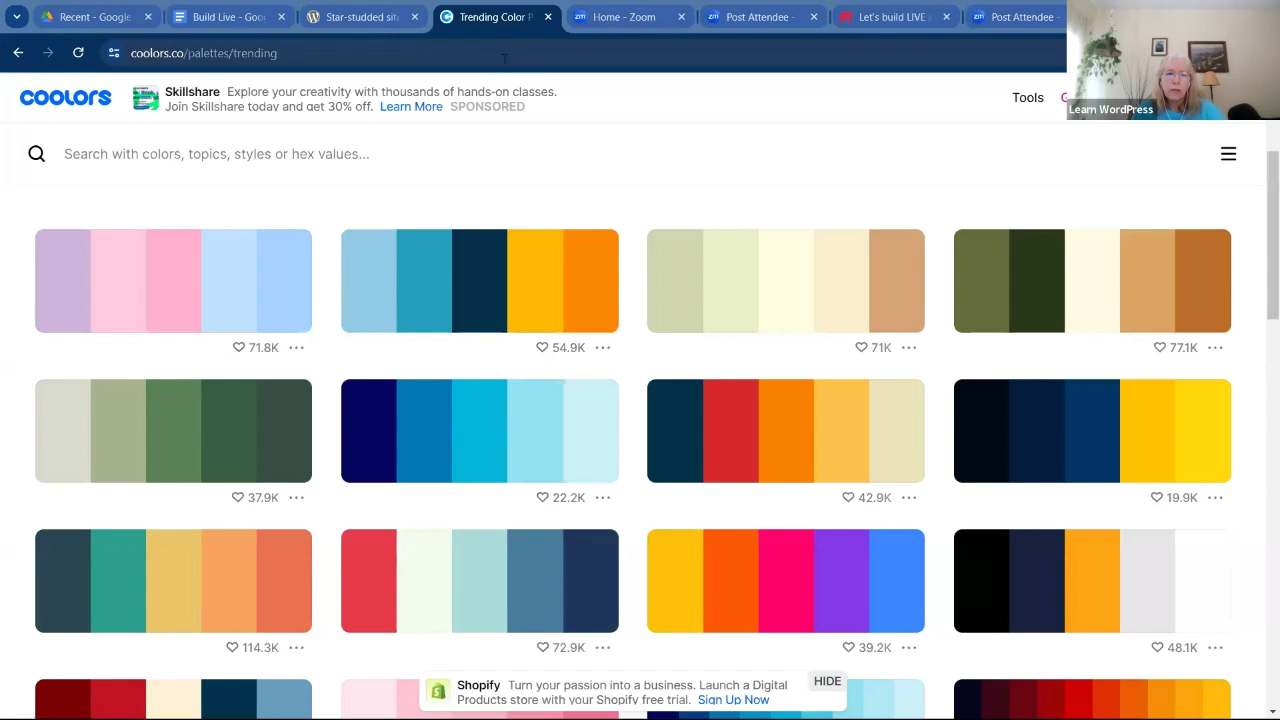 Recent - Google
Build Live - Goo
Star-studded sit
Trending Color P
Home - Zoom
Post Attendee -
Let's build LIVE s
Post Attendee -
coolors.co/palettes/trending
coolors
Skillshare Explore your creativity with thousands of hands-on classes.
Join Skillshare today and get 30% off. Learn More SPONSORED
Tools
G
Learn WordPress
Search with colors, topics, styles or hex values...
71.8K
54.9K
71K
77.1K
37.9K
22.2K
42.9K
19.9K
114.3K
72.9K
39.2K
48.1K
Shopify Turn your passion into a business. Launch a Digital
Products store with your Shopify free trial. Sign Up Now
HIDE